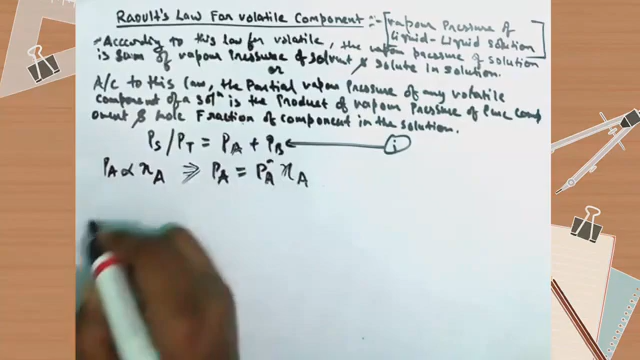 Raoult's Law For Volatile Component :- [Vapour Pressure of
Liquid-Liquid Solution]
According to this law for volatile, the vapour pressure of solution
is sum of vapour Pressure of solvent & solute in solution.
or
A/c to this law, the Partial vapour Pressure of any volatile
component of a solⁿ is the Product of vapour Pressure of Pure Comp
onent & mole Fraction of component in the solution.
P_S / P_T = P_A + P_B ← (i)
P_A ∝ x_A ⇒ P_A = P_A° x_A